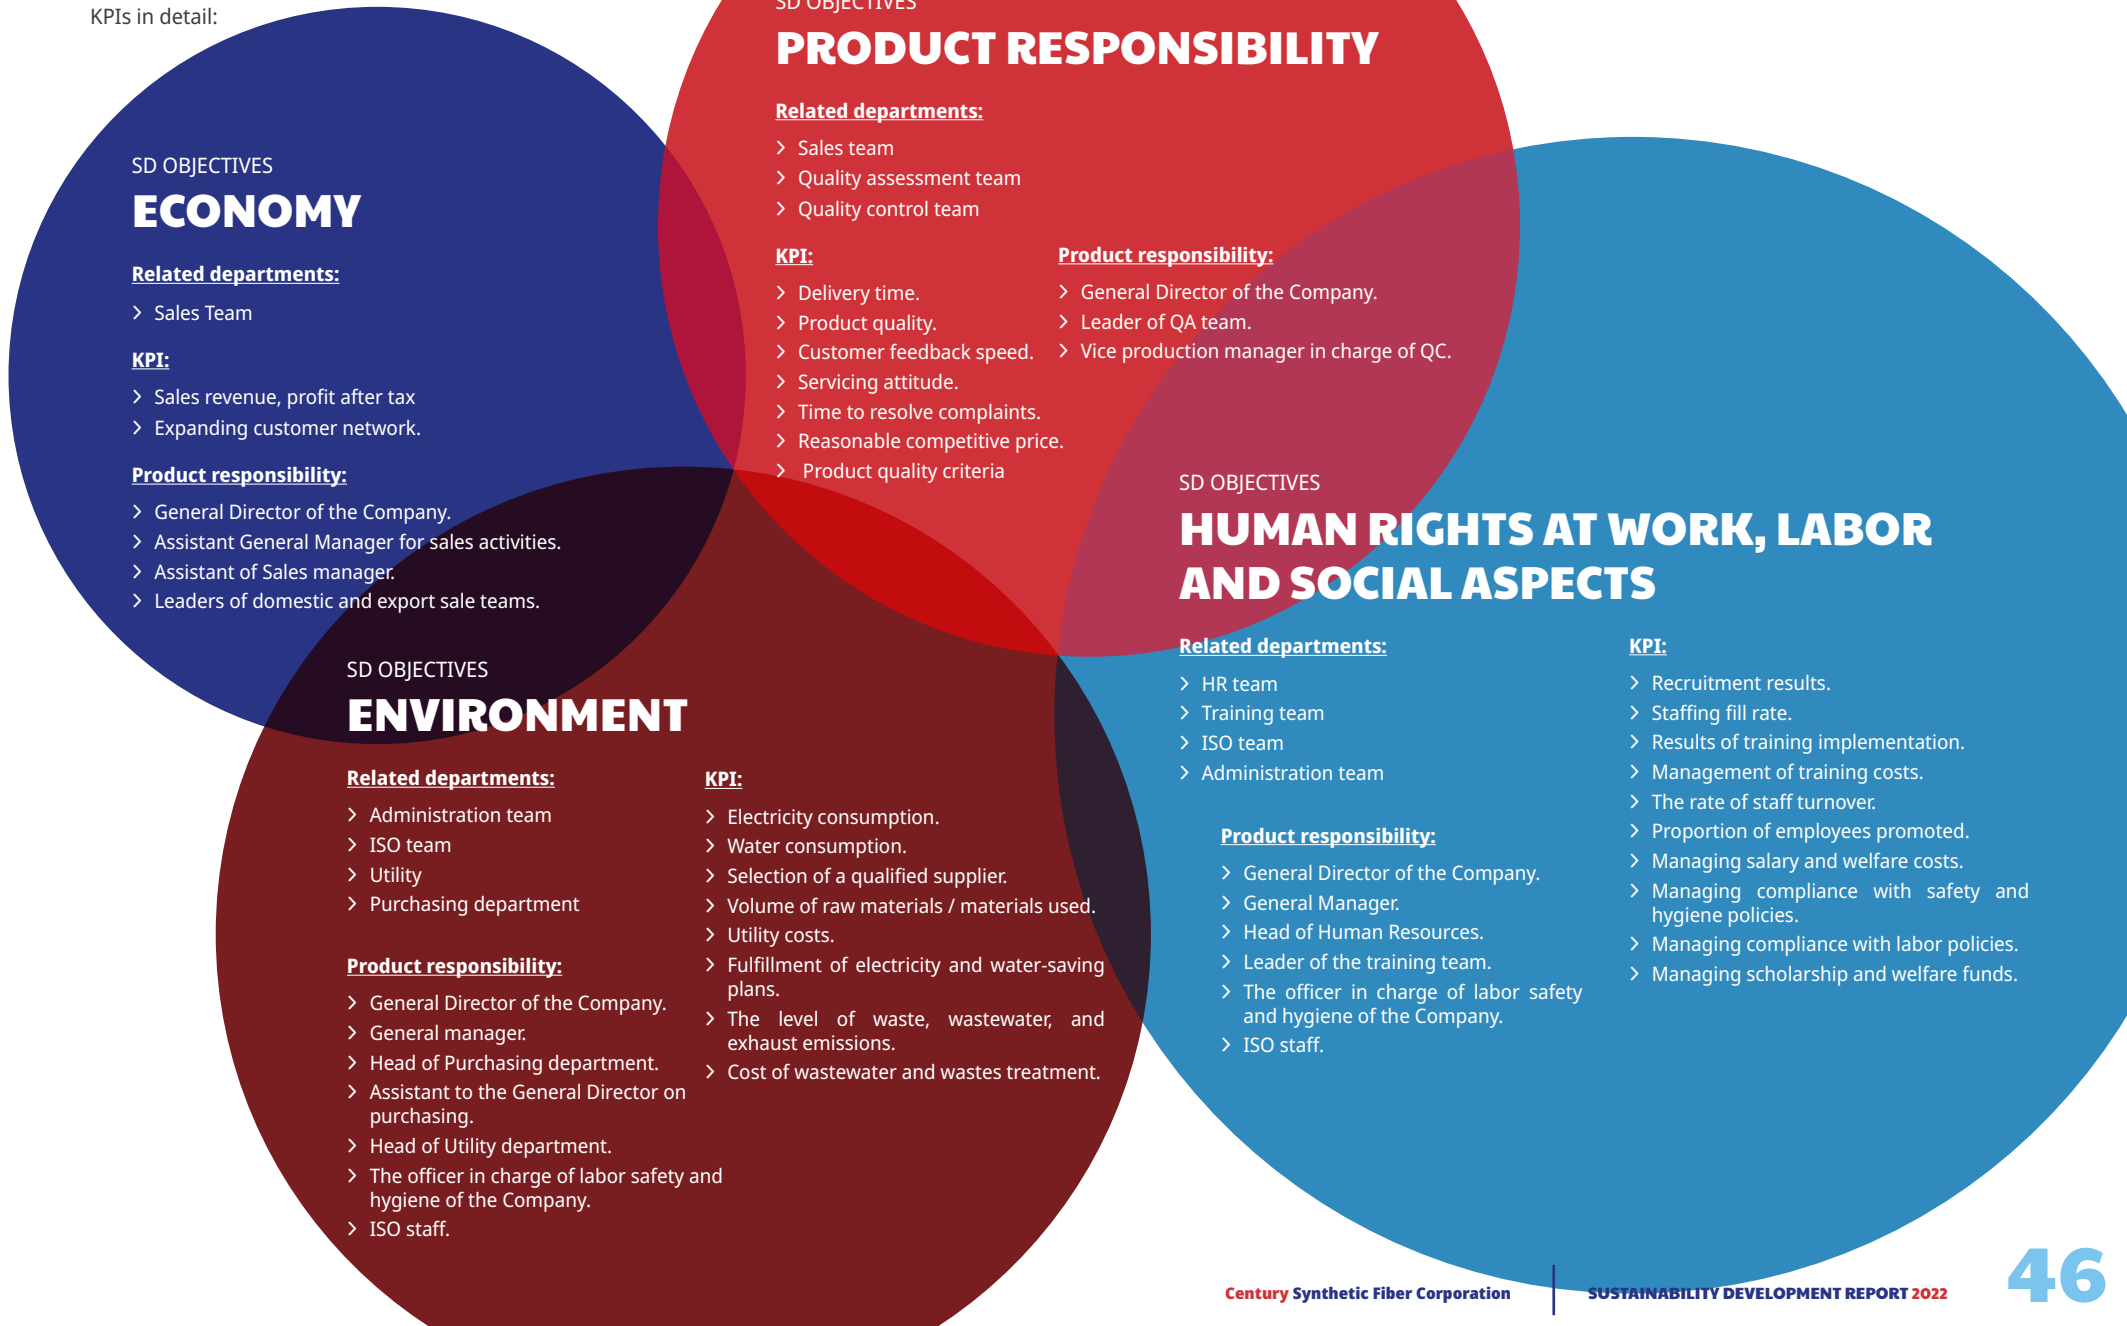 KPIs in detail:
SD OBJECTIVES
PRODUCT RESPONSIBILITY
Related departments:
Sales team
Quality assessment team
Quality control team
KPI:
Delivery time.
Product quality.
Customer feedback speed.
Servicing attitude.
Time to resolve complaints.
Reasonable competitive price.
Product quality criteria
Product responsibility:
General Director of the Company.
Leader of QA team.
Vice production manager in charge of QC.
SD OBJECTIVES
ECONOMY
Related departments:
Sales Team
KPI:
Sales revenue, profit after tax
Expanding customer network.
Product responsibility:
General Director of the Company.
Assistant General Manager for sales activities.
Assistant of Sales manager.
Leaders of domestic and export sale teams.
SD OBJECTIVES
HUMAN RIGHTS AT WORK, LABOR
AND SOCIAL ASPECTS
Related departments:
HR team
Training team
ISO team
Administration team
Product responsibility:
General Director of the Company.
General Manager.
Head of Human Resources.
Leader of the training team.
The officer in charge of labor safety
and hygiene of the Company.
ISO staff.
KPI:
Recruitment results.
Staffing fill rate.
Results of training implementation.
Management of training costs.
The rate of staff turnover.
Proportion of employees promoted.
Managing salary and welfare costs.
Managing compliance with safety and
hygiene policies.
Managing compliance with labor policies.
Managing scholarship and welfare funds.
SD OBJECTIVES
ENVIRONMENT
Related departments:
Administration team
ISO team
Utility
Purchasing department
Product responsibility:
General Director of the Company.
General manager.
Head of Purchasing department.
Assistant to the General Director on
purchasing.
Head of Utility department.
The officer in charge of labor safety and
hygiene of the Company.
ISO staff.
KPI:
Electricity consumption.
Water consumption.
Selection of a qualified supplier.
Volume of raw materials / materials used.
Utility costs.
Fulfillment of electricity and water-saving
plans.
The level of waste, wastewater, and
exhaust emissions.
Cost of wastewater and wastes treatment.
Century Synthetic Fiber Corporation
SUSTAINABILITY DEVELOPMENT REPORT 2022
46